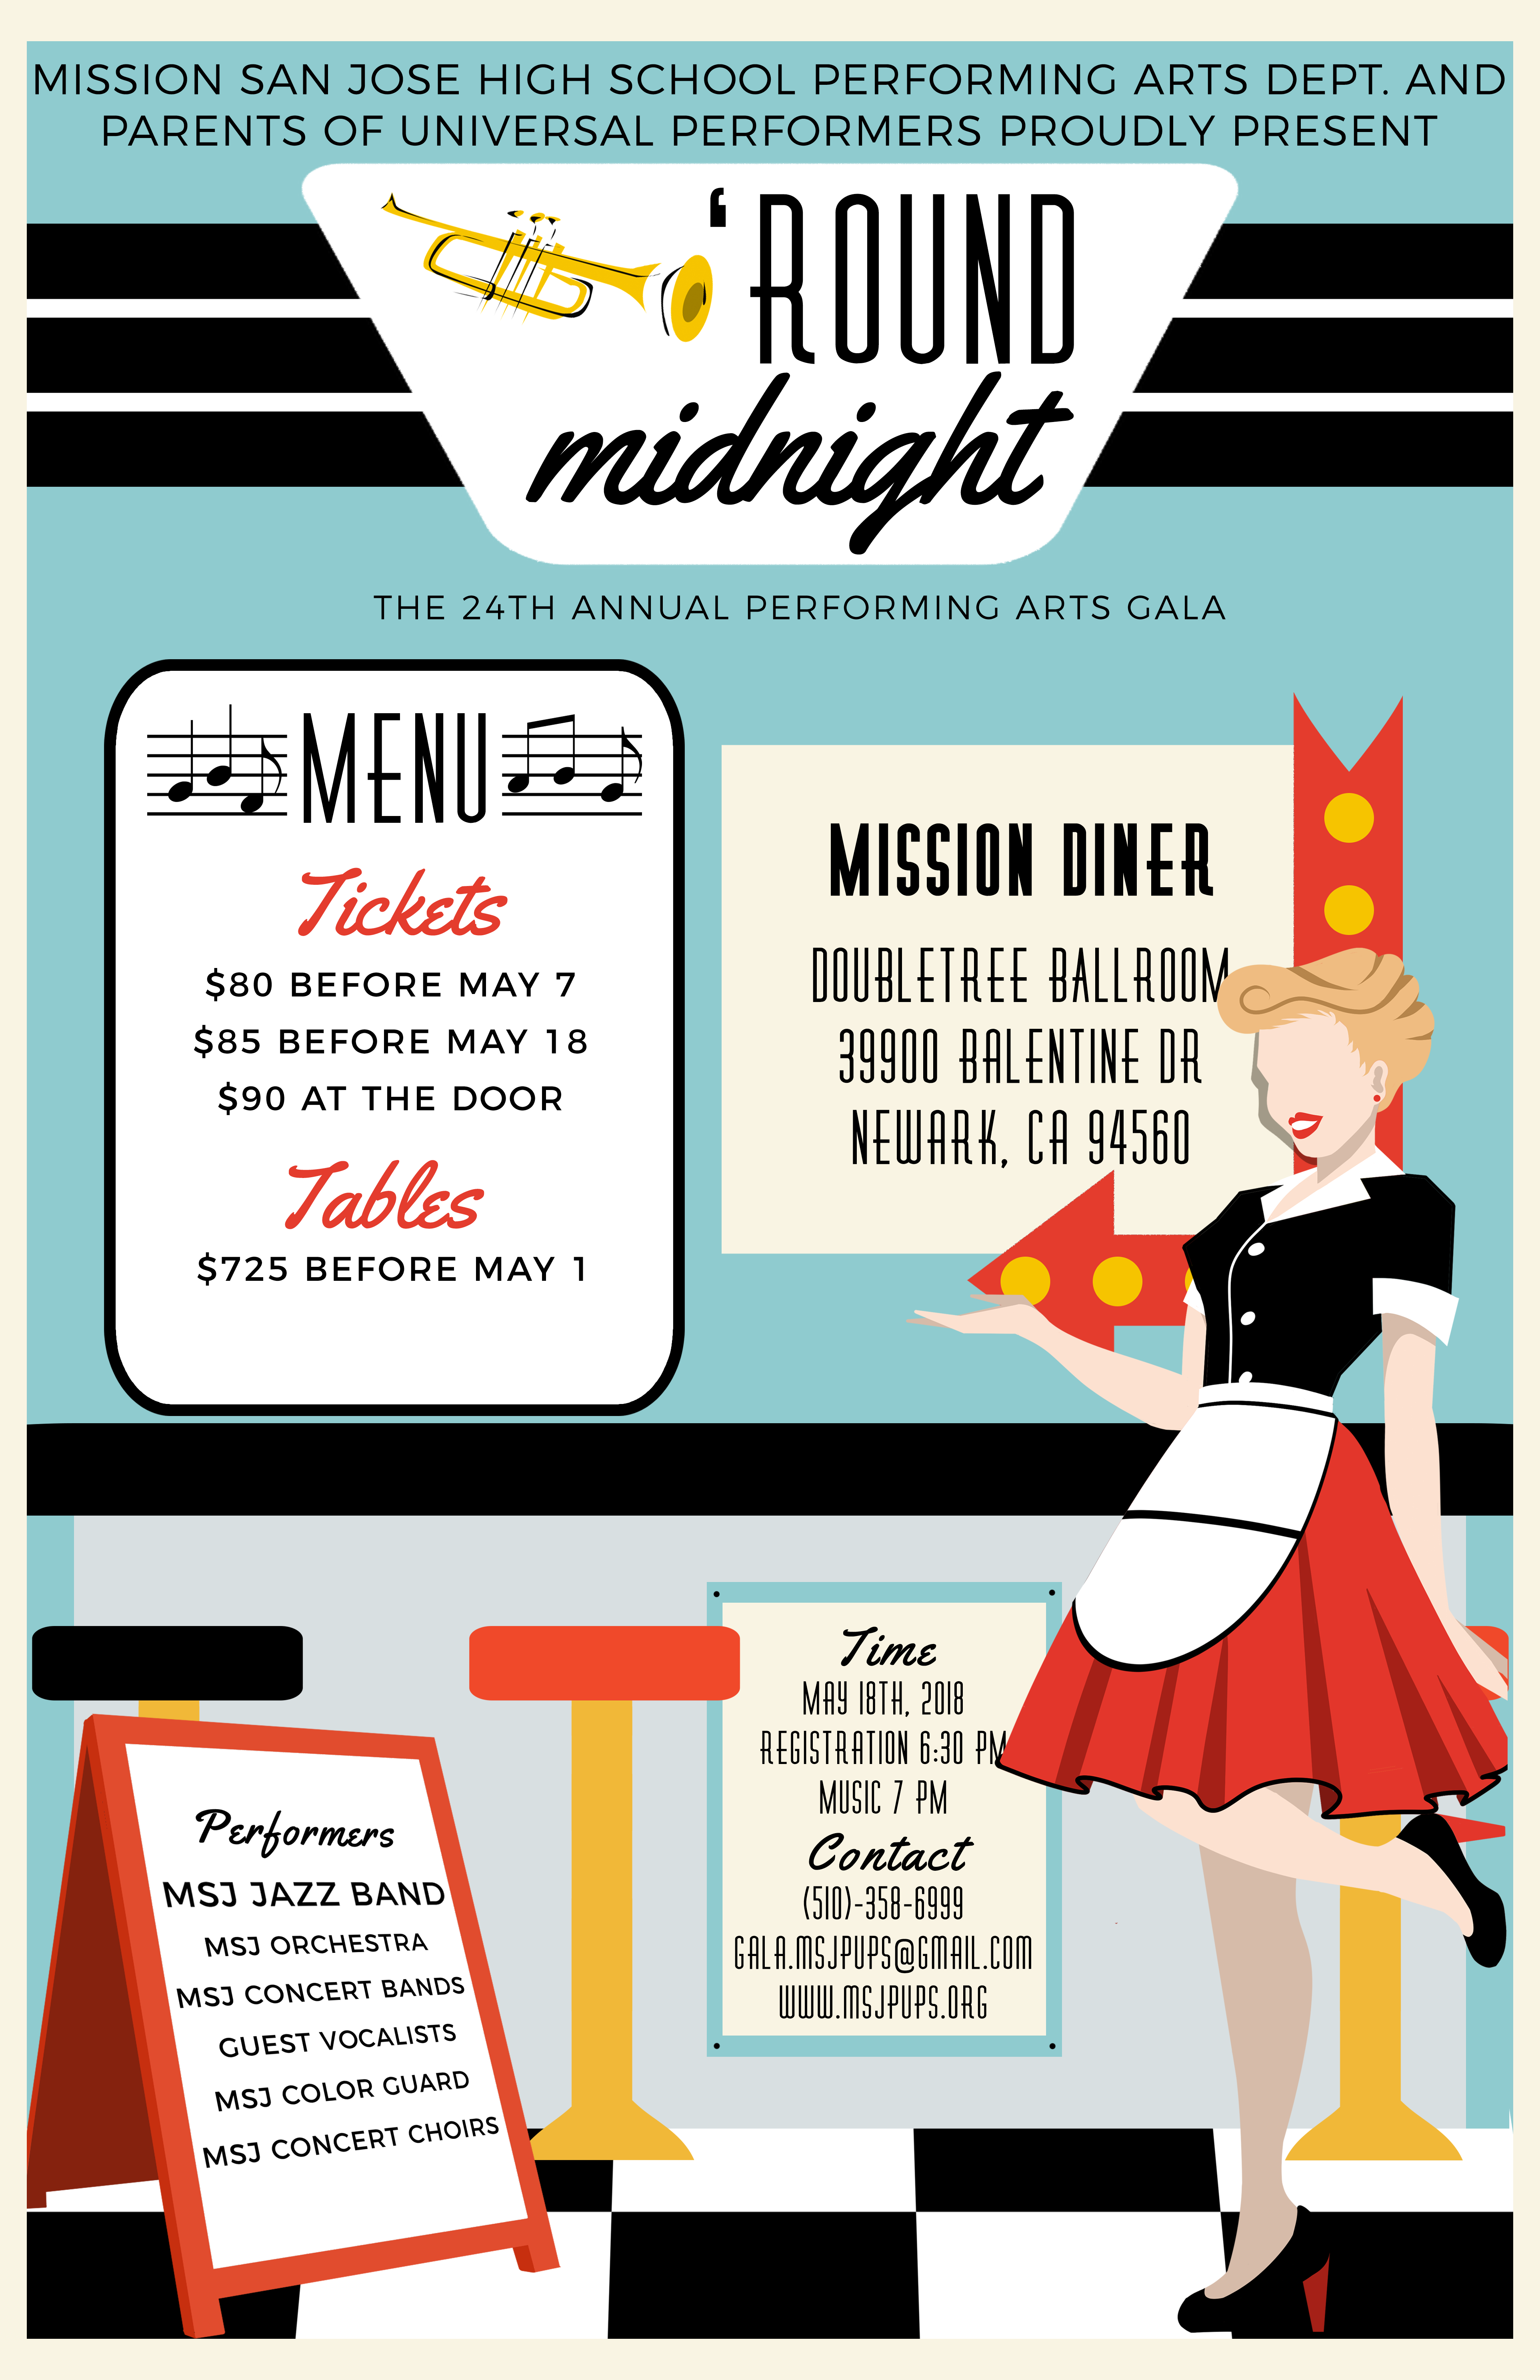 MISSION SAN JOSE HIGH SCHOOL PERFORMING ARTS DEPT. AND
PARENTS OF UNIVERSAL PERFORMERS PROUDLY PRESENT
‘ROUND
midnight
THE 24TH ANNUAL PERFORMING ARTS GALA
MENU
Tickets
$80 BEFORE MAY 7
$85 BEFORE MAY 18
$90 AT THE DOOR
Tables
$725 BEFORE MAY 1
MISSION DINER
DOUBLETREE BALLROOM
39900 BALENTINE DR
NEWARK, CA 94560
Time
MAY 18TH, 2018
REGISTRATION 6:30 PM
MUSIC 7 PM
Contact
(510)-358-6999
GALA.MSJPUPS@GMAIL.COM
WWW.MSJPUPS.ORG
Performers
MSJ JAZZ BAND
MSJ ORCHESTRA
MSJ CONCERT BANDS
GUEST VOCALISTS
MSJ COLOR GUARD
MSJ CONCERT CHOIRS